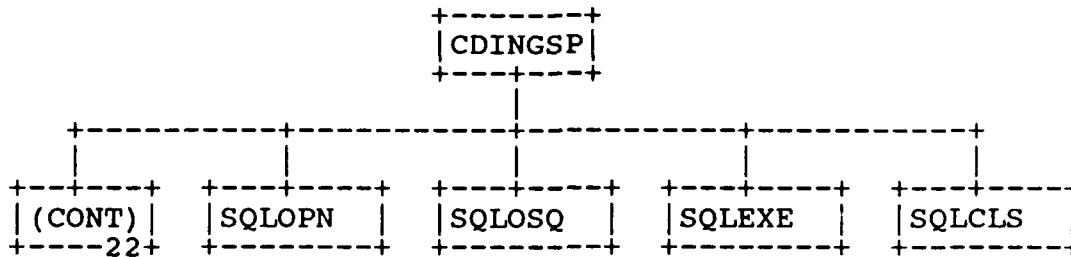 CDINGSP
(CONT) SQLOPN SQLOSQ SQLEXE SQLCLS
22